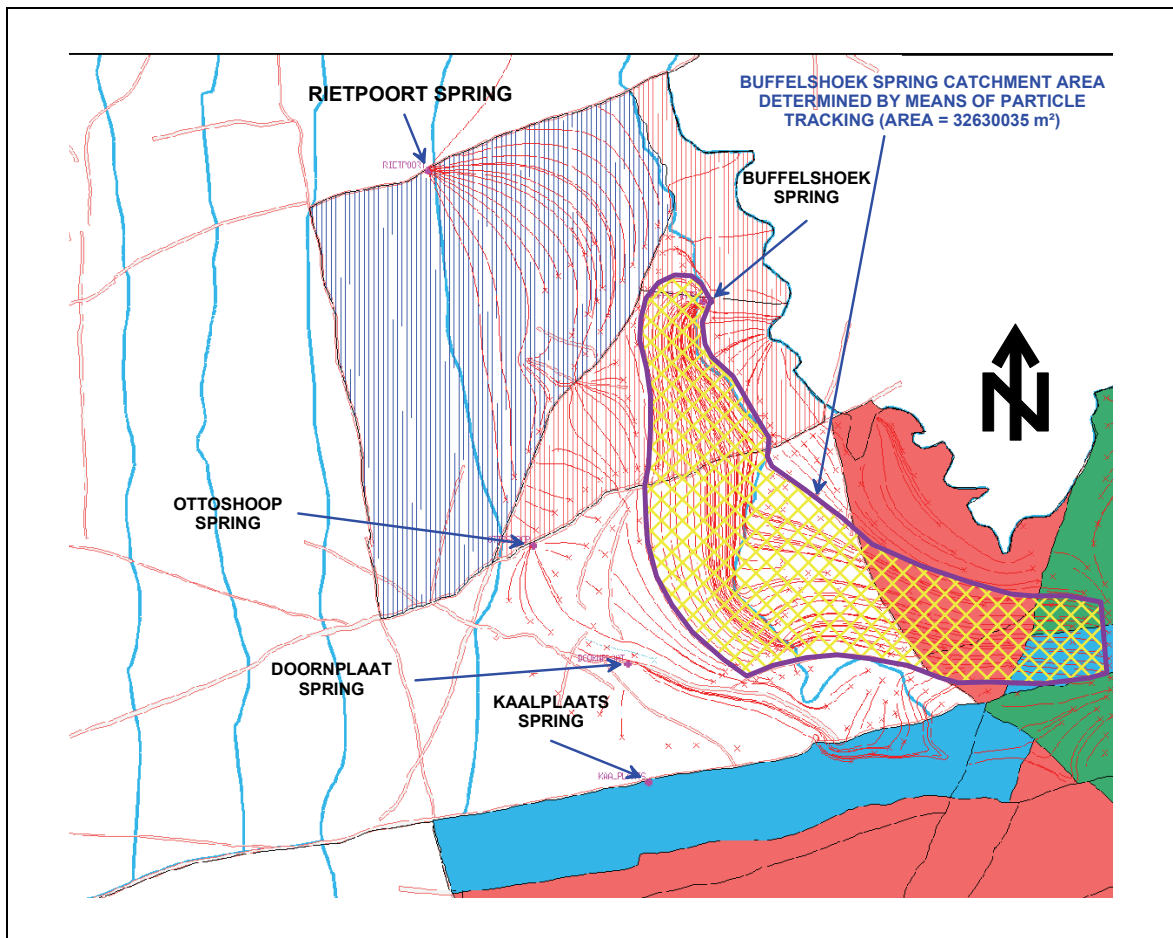 RIETPOORT SPRING
BUFFELSHOEK SPRING CATCHMENT AREA
DETERMINED BY MEANS OF PARTICLE
TRACKING (AREA = 32630035 m²)
BUFFELSHOEK
SPRING
N
OTTOSHOOP
SPRING
DOORNPLAAT
SPRING
DOORNPLAAT
KAALPLAATS
SPRING